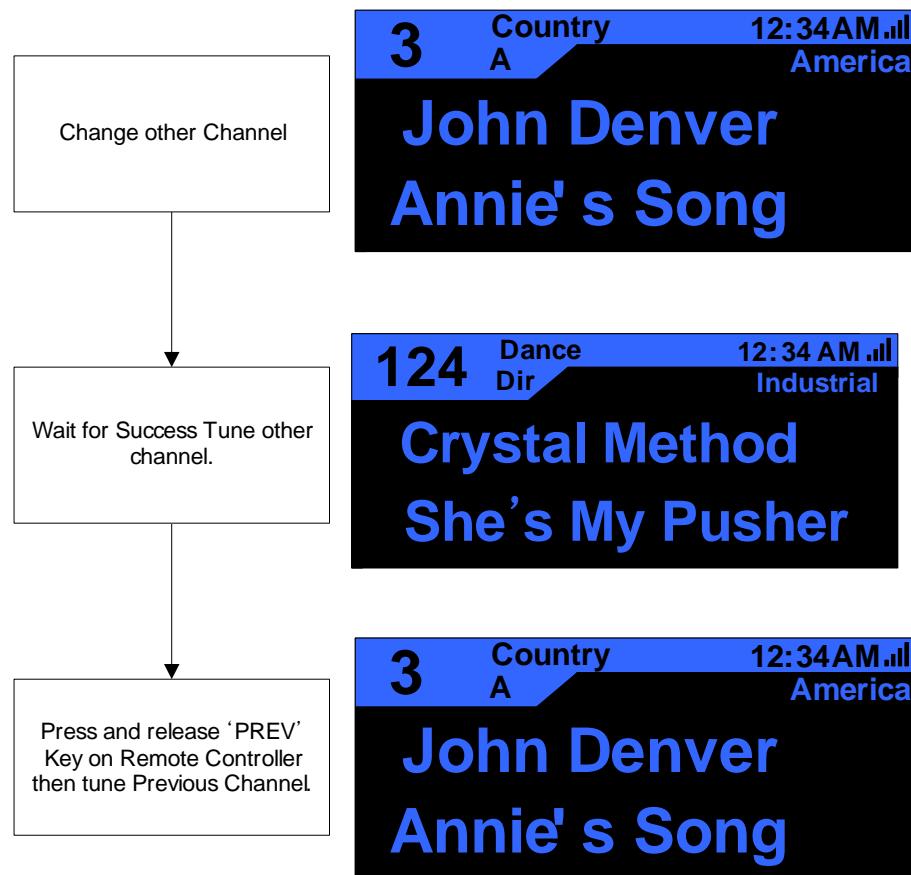 Change other Channel
3 Country 12:34AM
A America
John Denver
Annie's Song
Wait for Success Tune other
channel.
124 Dance 12:34 AM
Dir Industrial
Crystal Method
She’s My Pusher
Press and release ‘PREV’
Key on Remote Controller
then tune Previous Channel.
3 Country 12:34AM
A America
John Denver
Annie's Song